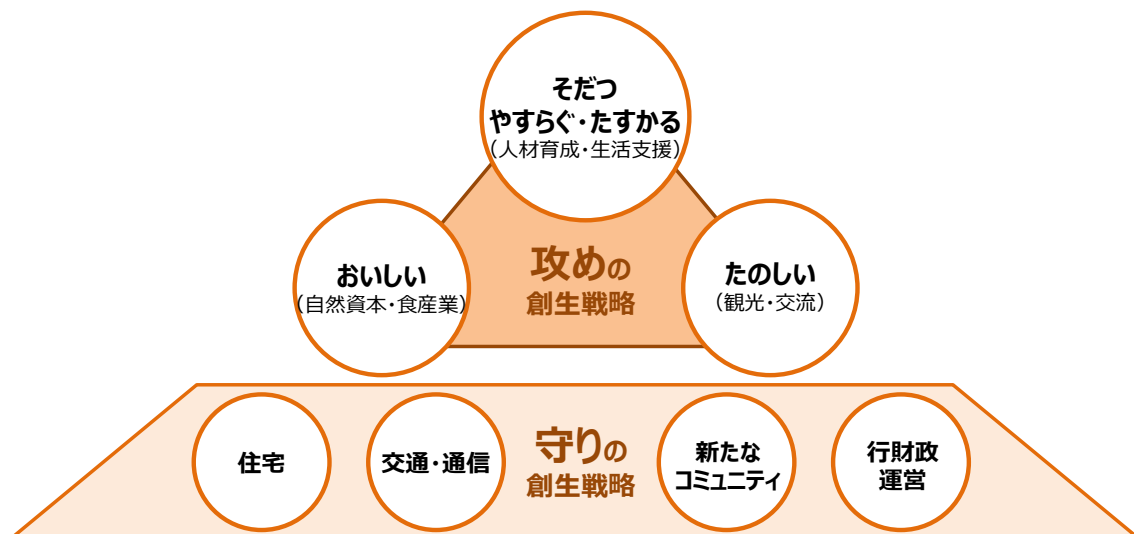 そだつ
やすらぐ・たすかる
（人材育成・生活支援）
おいしい
（自然資本・食産業）
攻めの
創生戦略
たのしい
（観光・交流）
住宅
交通・通信
守りの
創生戦略
新たな
コミュニティ
行財政
運営